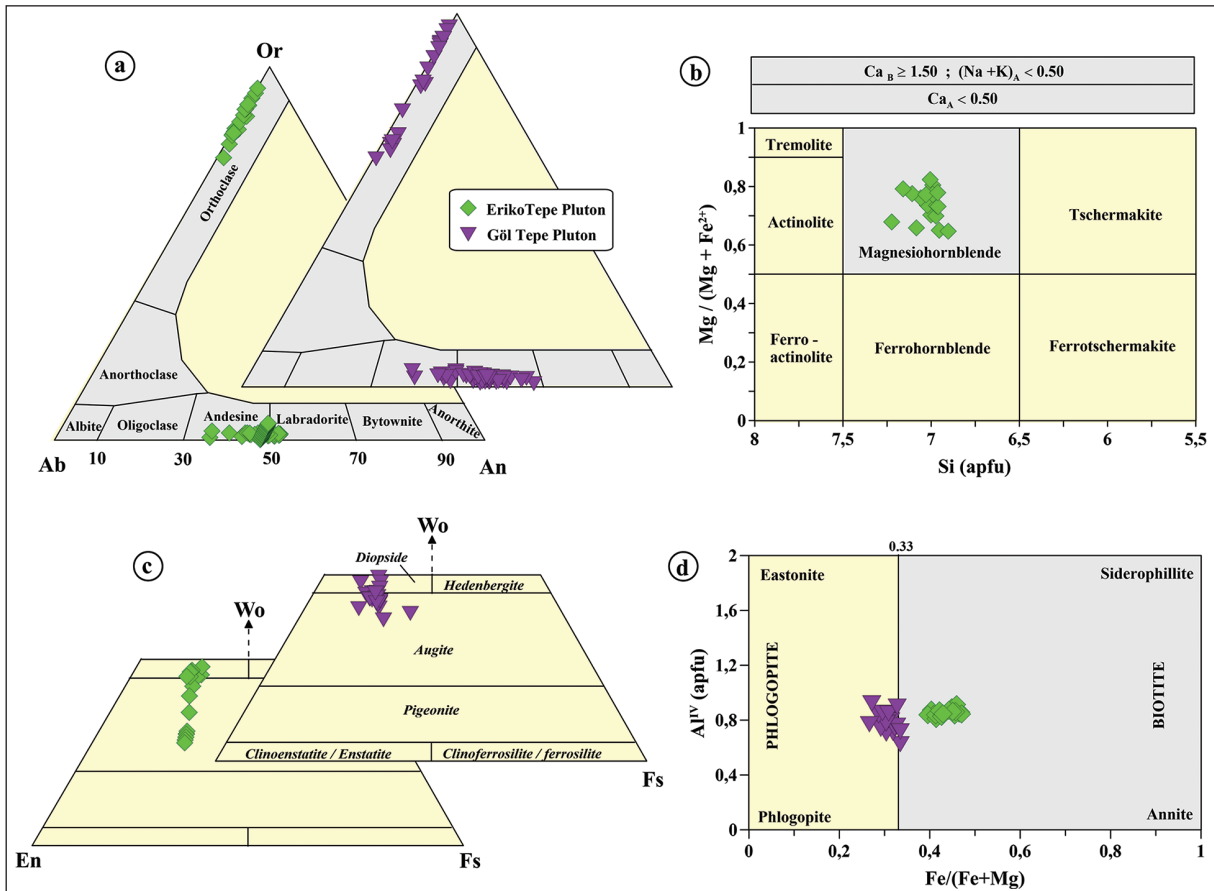 a
Or
Orthoclase
Anorthoclase
Albite
Oligoclase
Andesine
Labradorite
Bytownite
Anorthite
Ab
10
30
50
70
90
An
ErikoTepe Pluton
Göl Tepe Pluton
b
Ca B ≥ 1.50 ; (Na +K)A < 0.50
CaA < 0.50
Mg / (Mg + Fe2+)
1
0,8
0,6
0,4
0,2
0
Tremolite
Actinolite
Magnesiohornblende
Tschermakite
Ferro -
actinolite
Ferrohornblende
Ferrotschermakite
8
7,5
7
6,5
6
5,5
Si (apfu)
c
Wo
Wo
Diopside
Hedenbergite
Augite
Pigeonite
Clinoenstatite / Enstatite
Clinoferrosilite / ferrosilite
Fs
En
Fs
d
0.33
AlIV (apfu)
2
1,6
1,2
0,8
0,4
0
Eastonite
Siderophillite
PHLOGOPITE
BIOTITE
Phlogopite
Annite
0
0,2
0,4
0,6
0,8
1
Fe/(Fe+Mg)